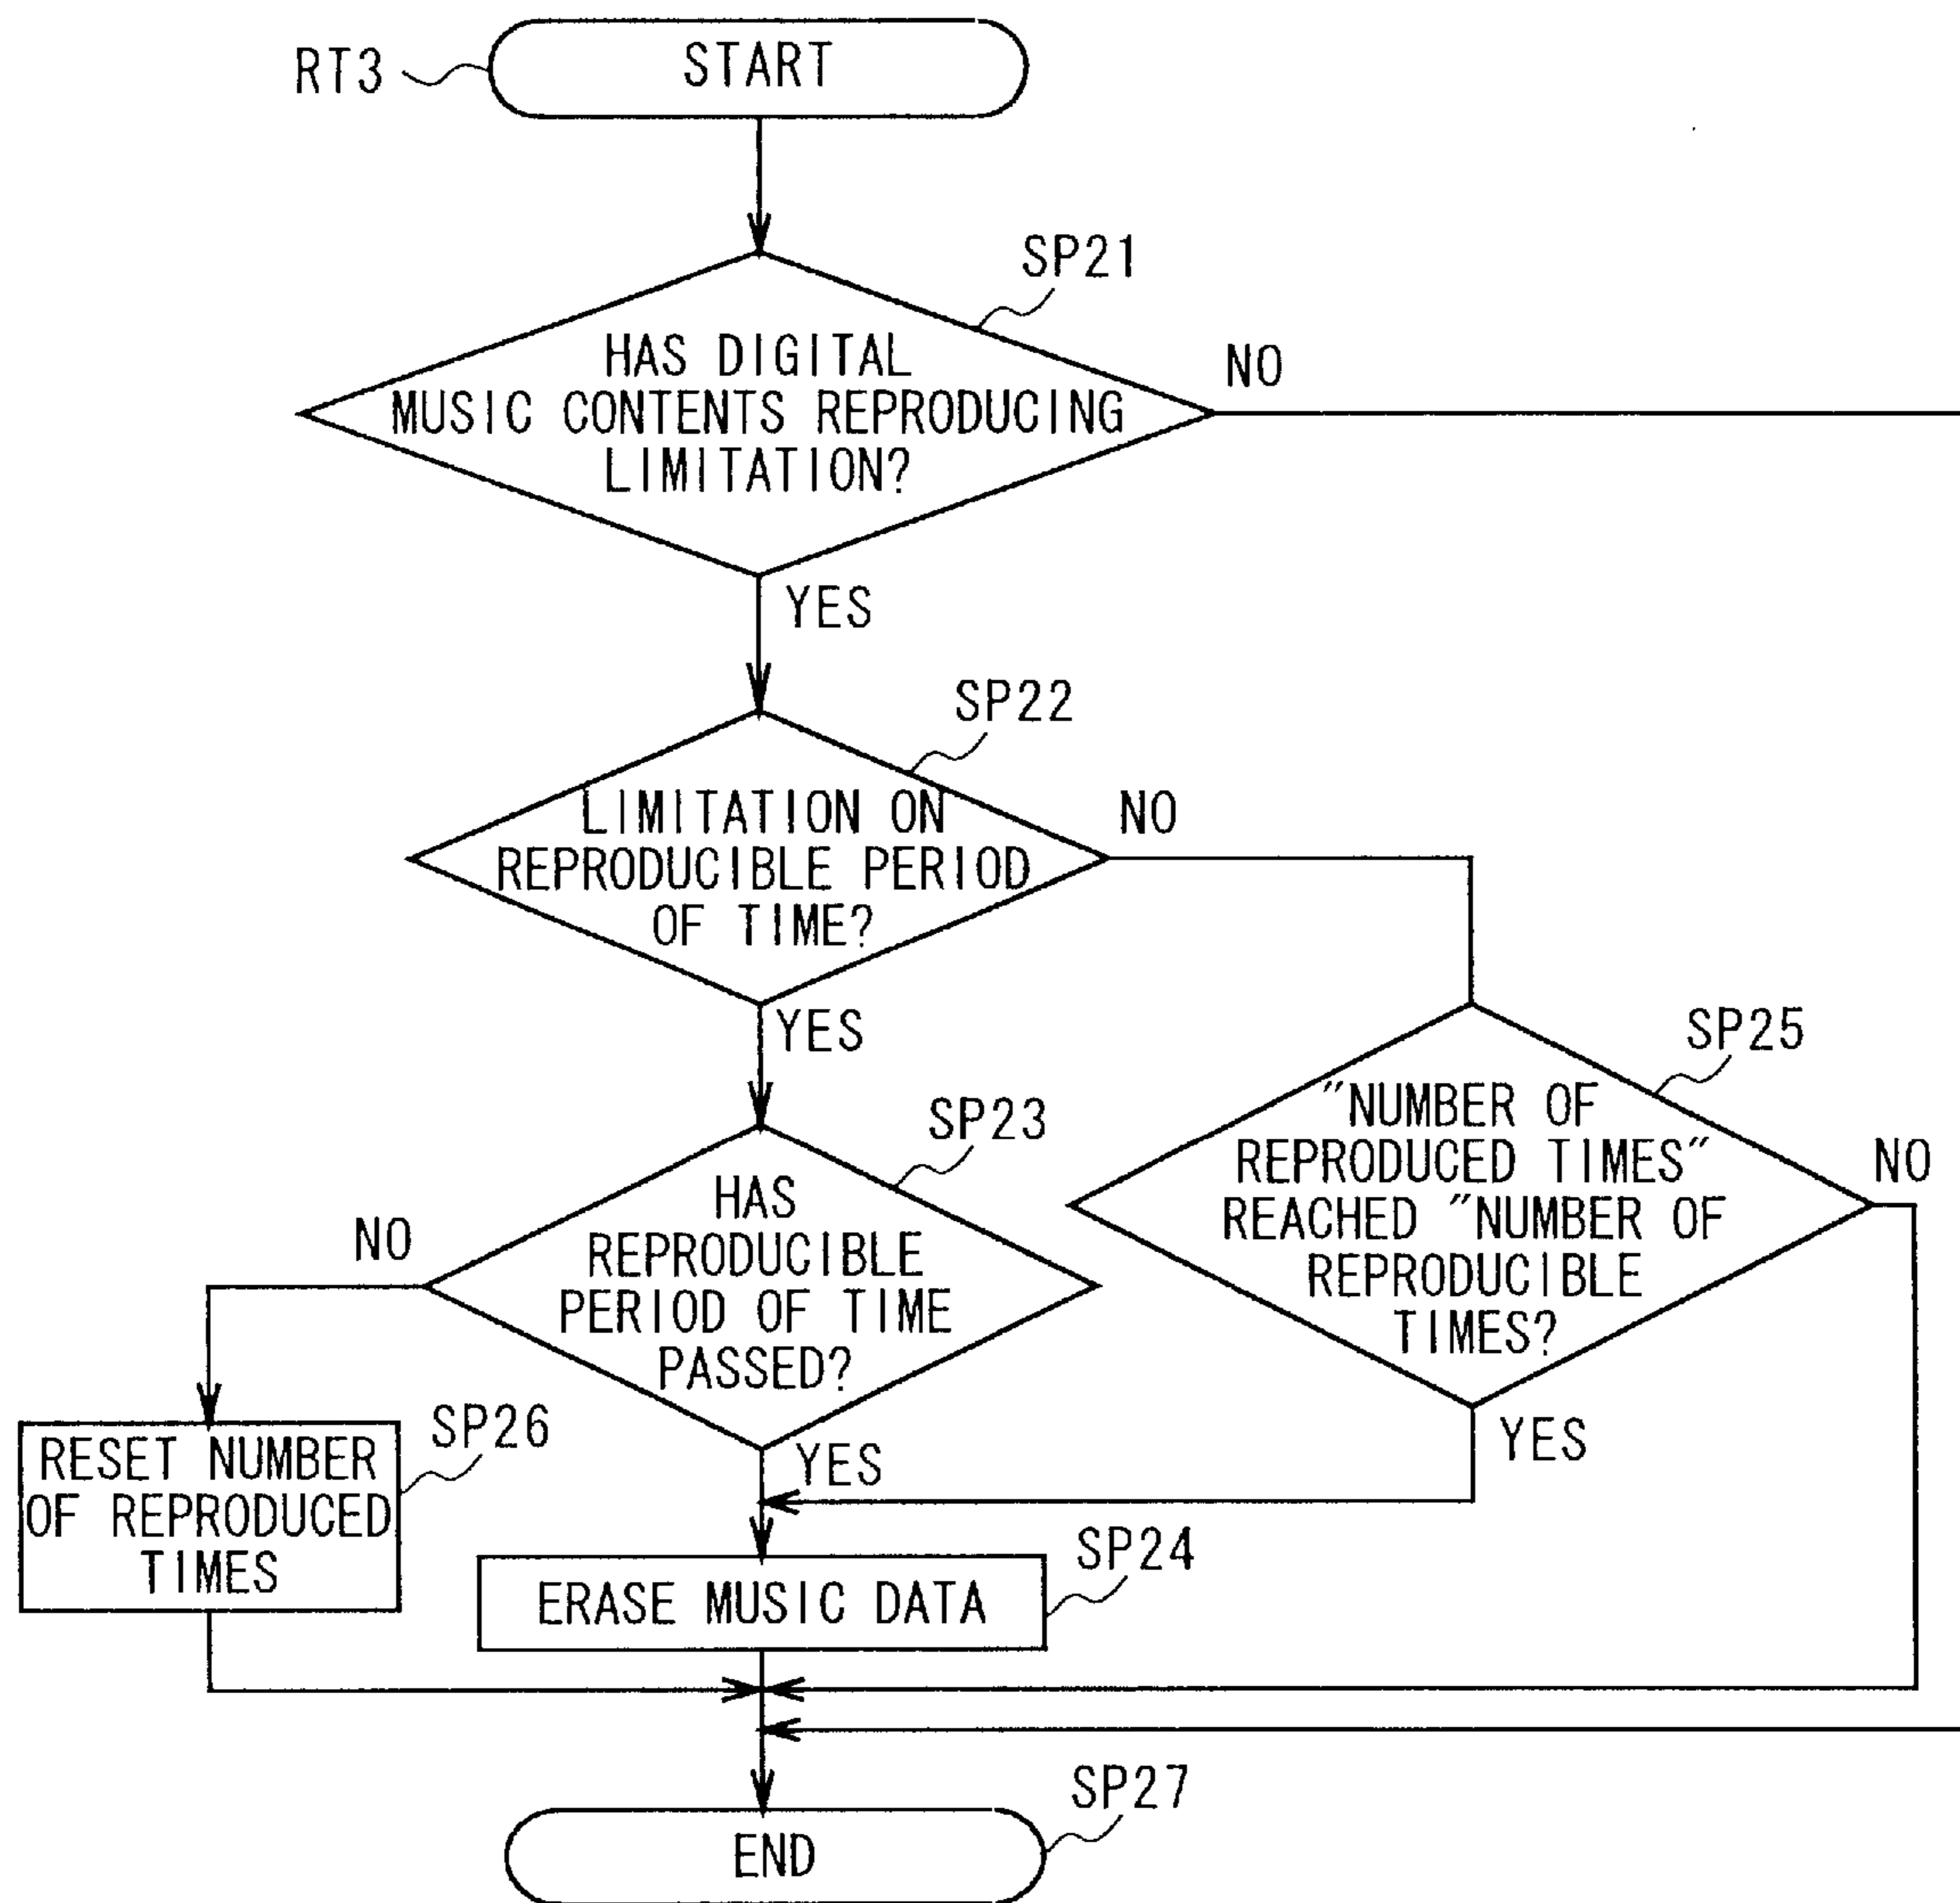 RT3
START
SP21
HAS DIGITAL
MUSIC CONTENTS REPRODUCING
LIMITATION?
NO
YES
SP22
LIMITATION ON
REPRODUCIBLE PERIOD
OF TIME?
NO
YES
SP25
"NUMBER OF
REPRODUCED TIMES"
REACHED "NUMBER OF
REPRODUCIBLE
TIMES?
NO
YES
SP23
HAS
REPRODUCIBLE
PERIOD OF TIME
PASSED?
NO
YES
SP26
RESET NUMBER
OF REPRODUCED
TIMES
SP24
ERASE MUSIC DATA
SP27
END